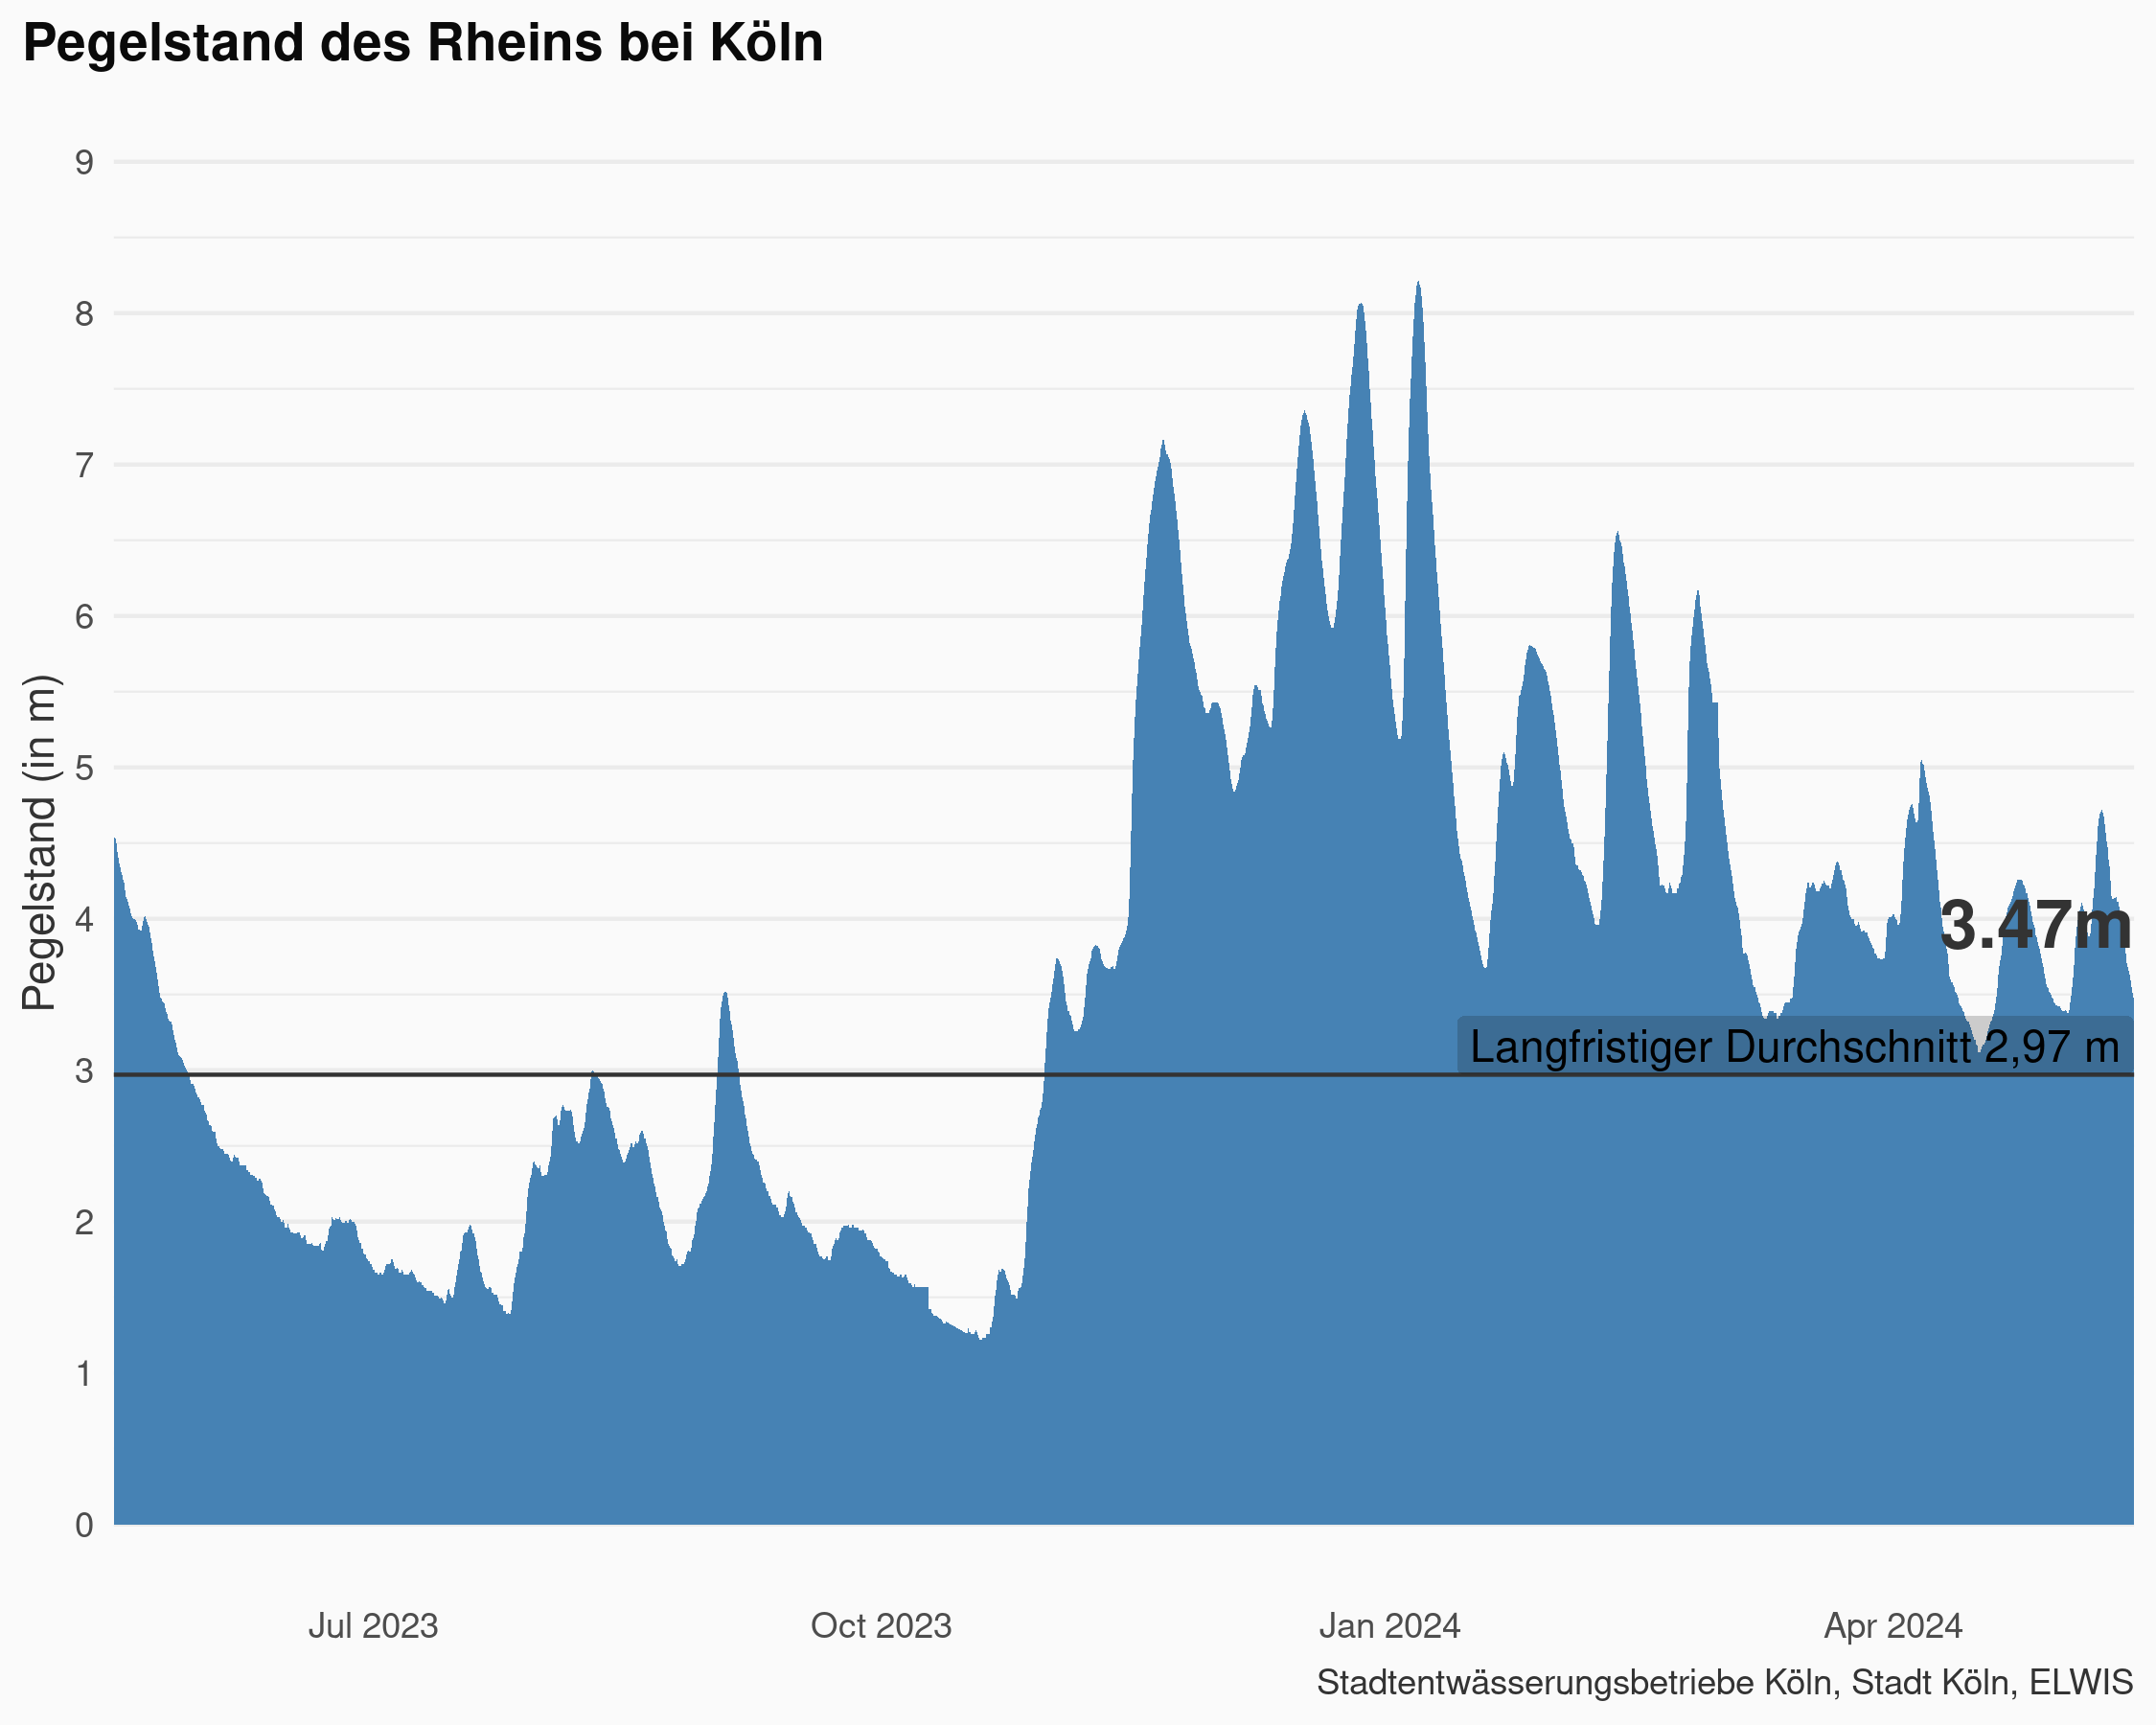 Pegelstand des Rheins bei Köln
Pegelstand (in m)
9
8
7
6
5
4
3
2
1
0
3.47m
Langfristiger Durchschnitt 2,97 m
Jul 2023
Oct 2023
Jan 2024
Apr 2024
Stadtentwässerungsbetriebe Köln, Stadt Köln, ELWIS